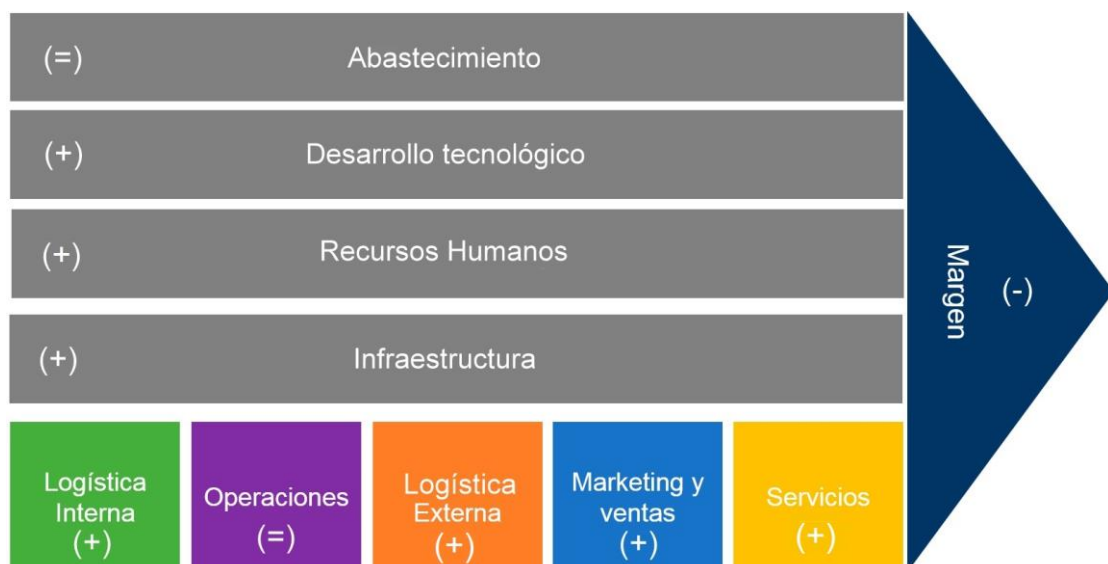 (=) Abastecimiento
(+) Desarrollo tecnológico
(+) Recursos Humanos
(+) Infraestructura
Logística
Interna
(+)
Operaciones
(=)
Logística
Externa
(+)
Marketing y
ventas
(+)
Servicios
(+)
Margen
(-)